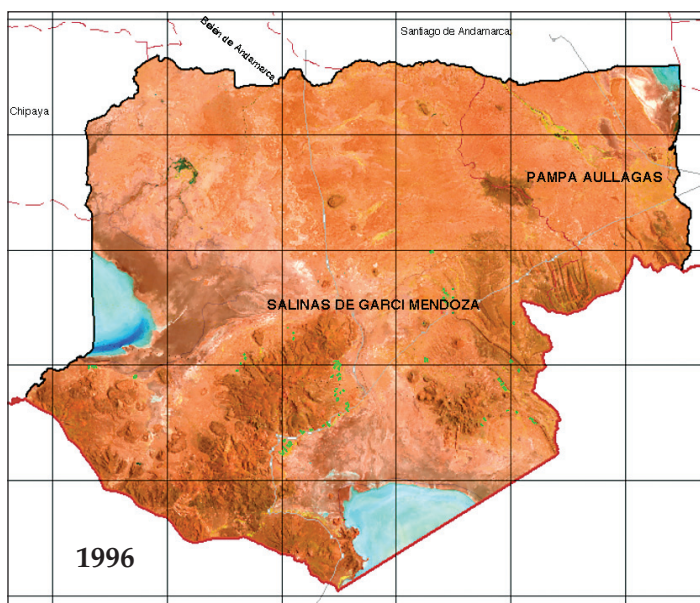 Belén de Andamarca
Santiago de Andamarca
Chipaya
PAMPA AULLAGAS
SALINAS DE GARCI MENDOZA
1996